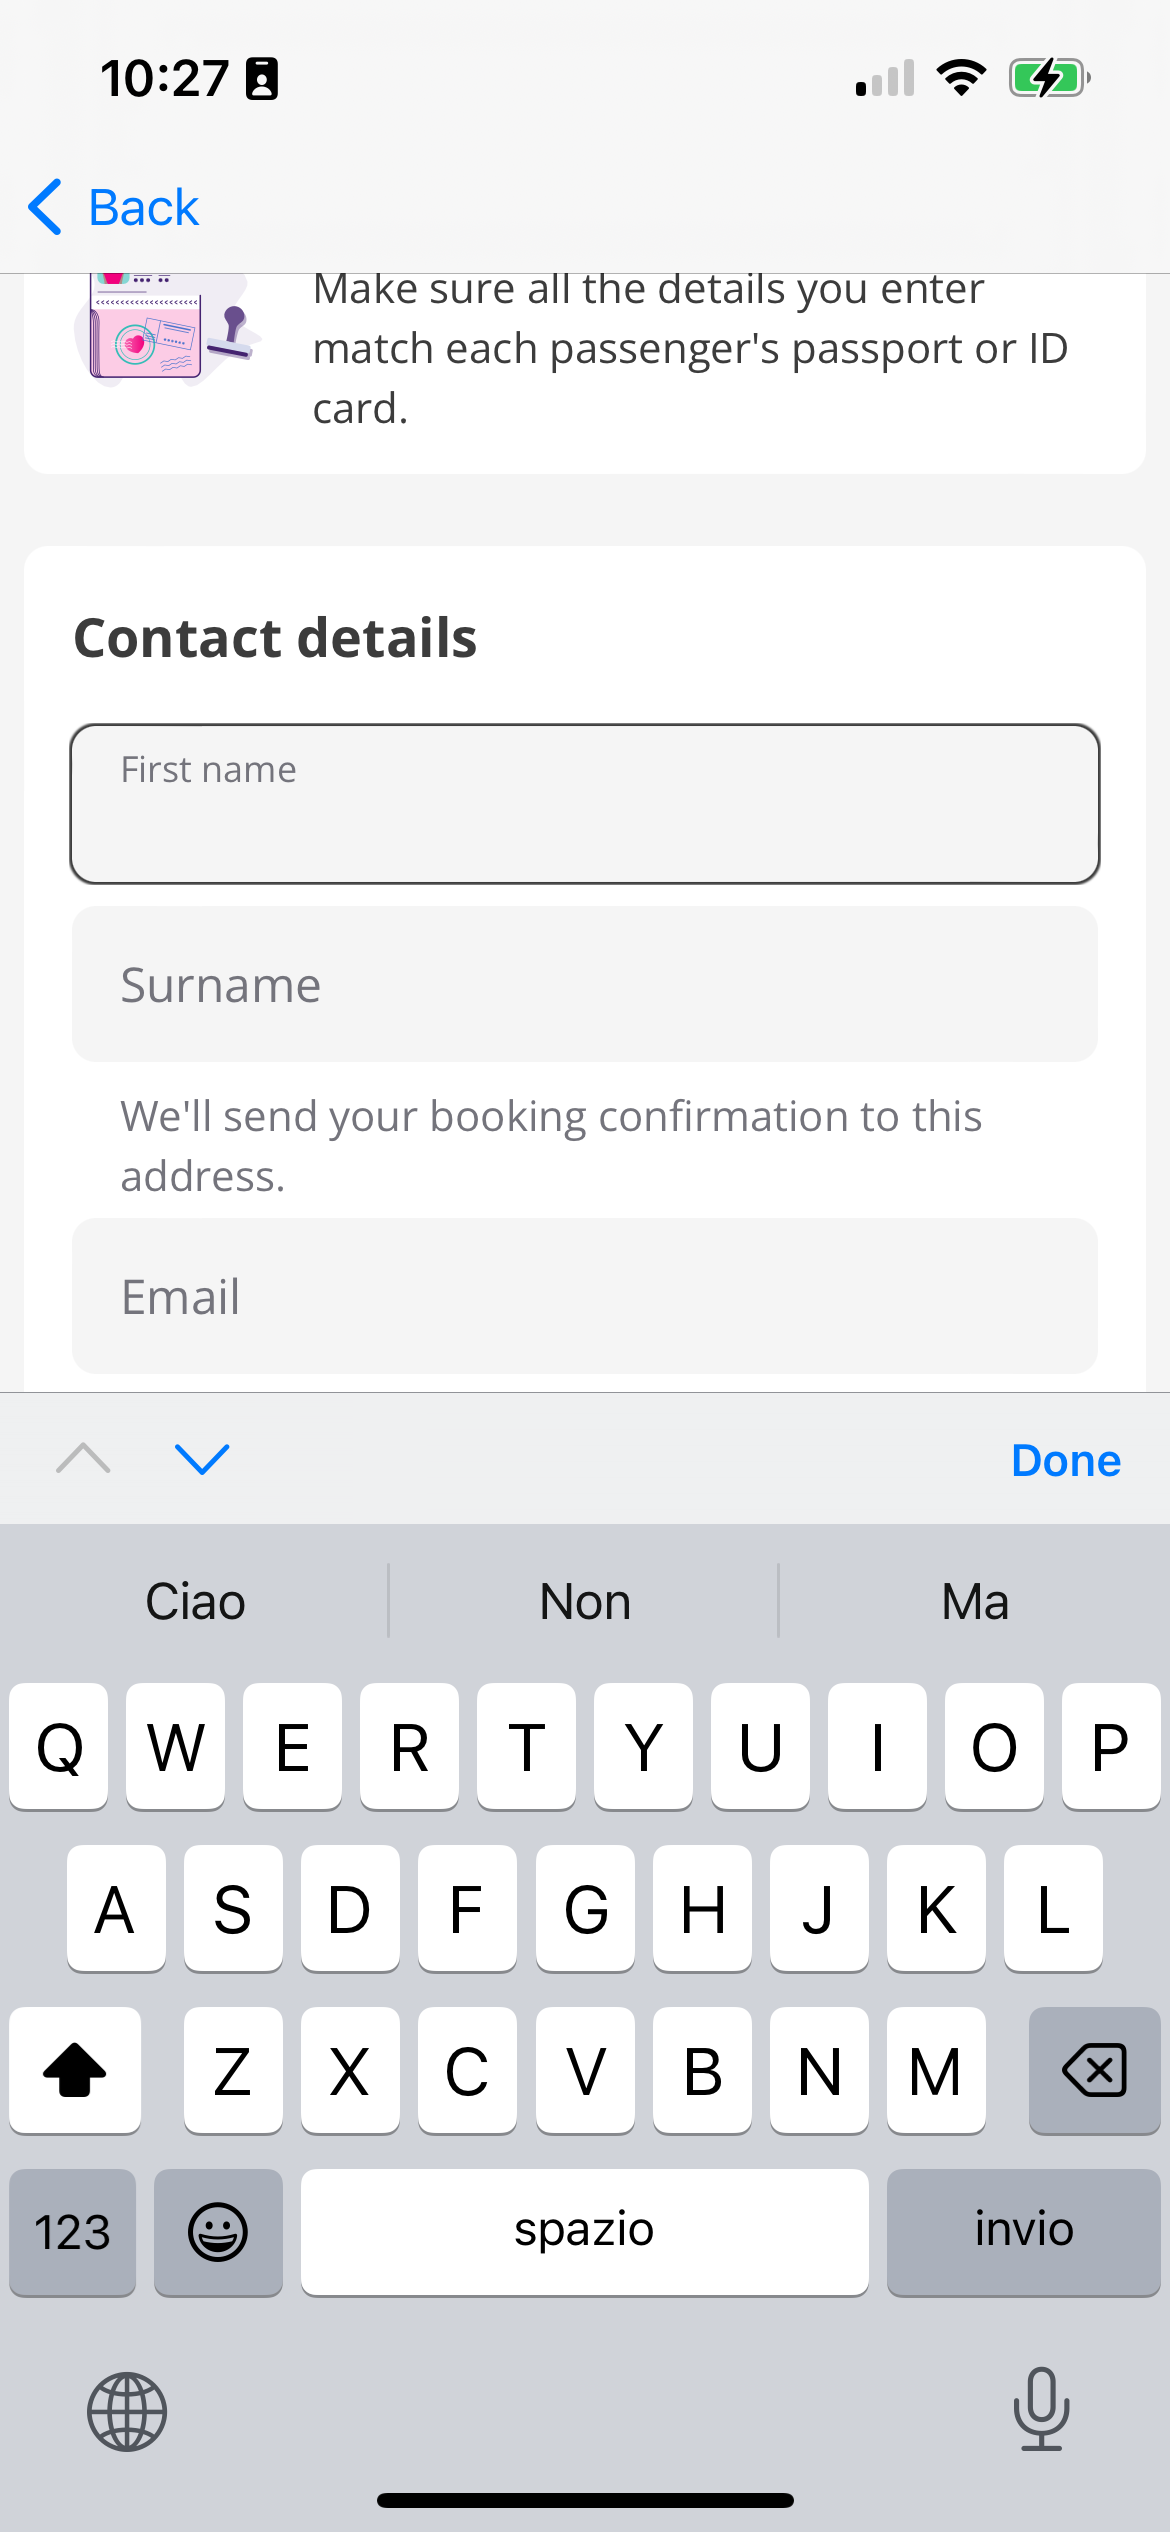 10:27
Back
Make sure all the details you enter
match each passenger's passport or ID
card.
Contact details
First name
Surname
We'll send your booking confirmation to this
address.
Email
Done
Ciao Non Ma
Q W E R T Y U I O P
A S D F G H J K L
Z X C V B N M
123 spazio invio